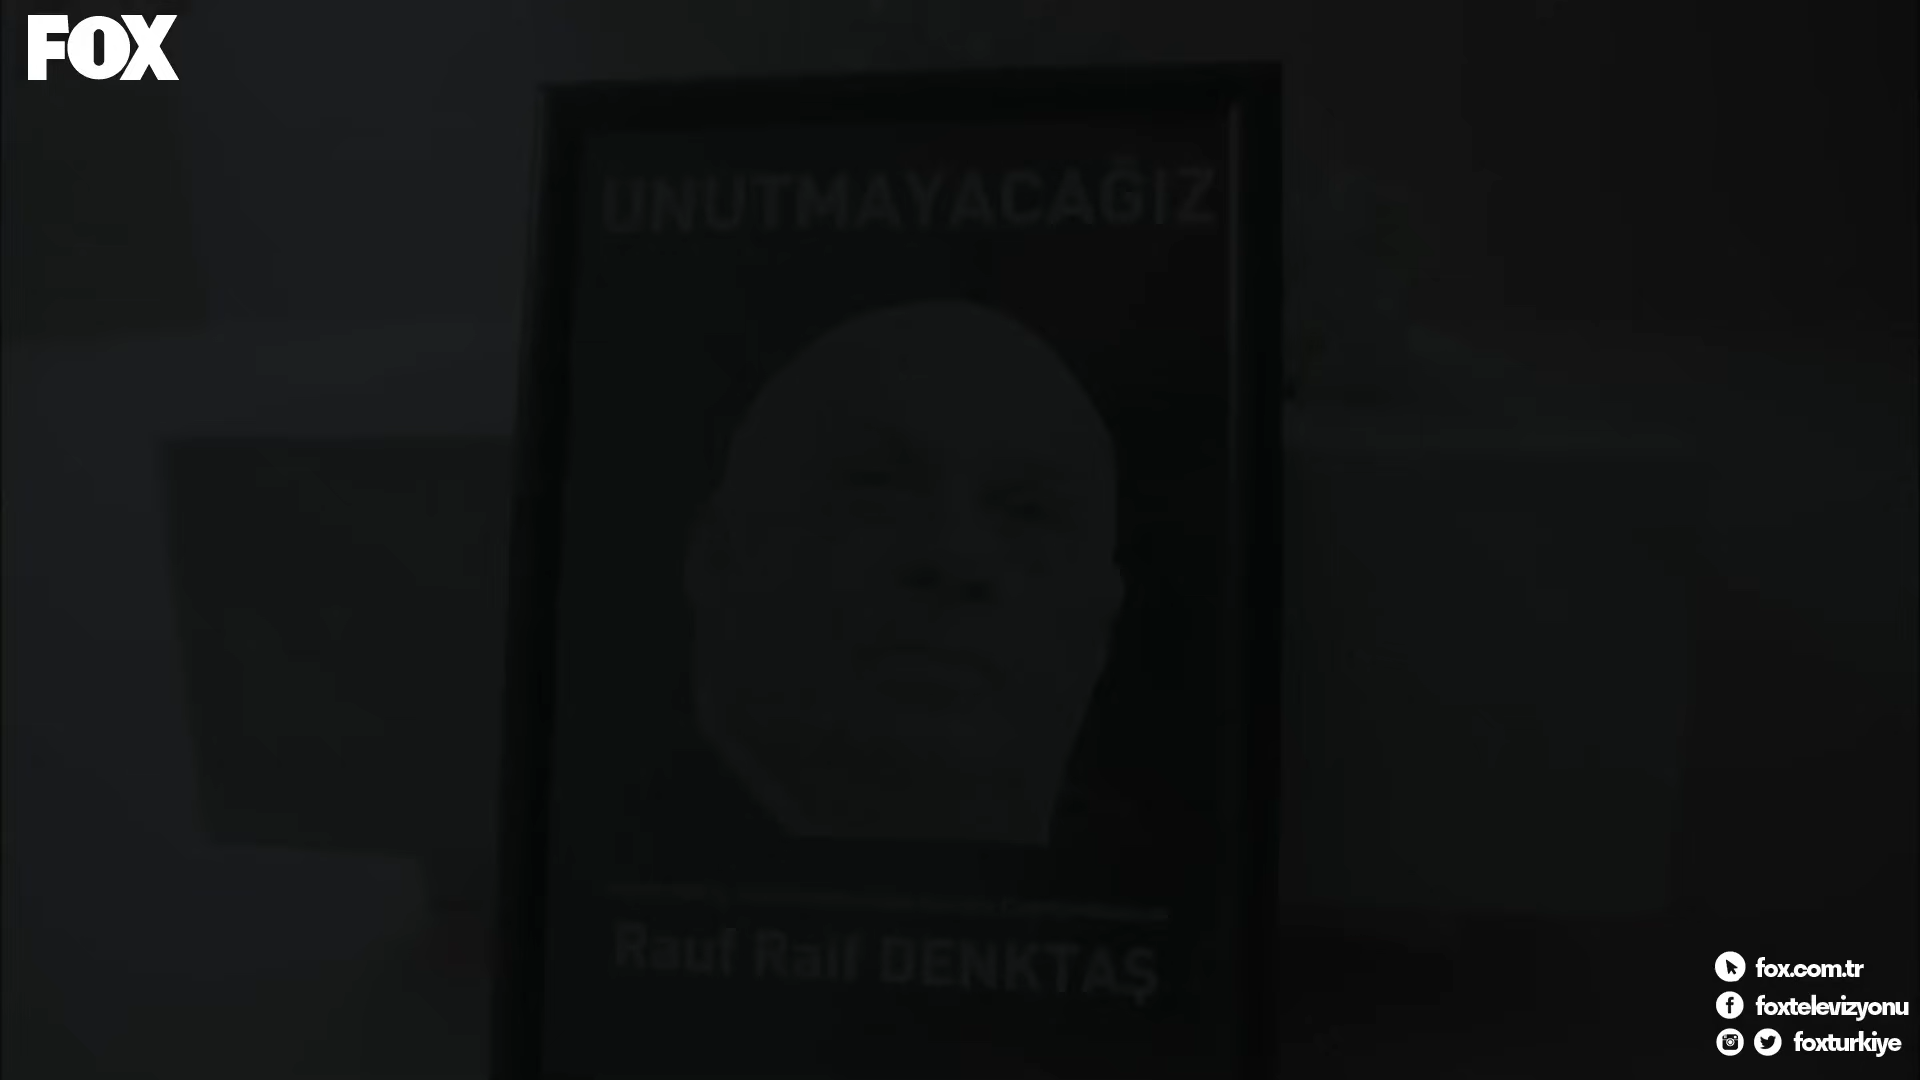 FOX
UNUTMAYACAĞIZ
Rauf Raif DENKTAŞ
fox.com.tr
foxtelevizyonu
foxturkiye